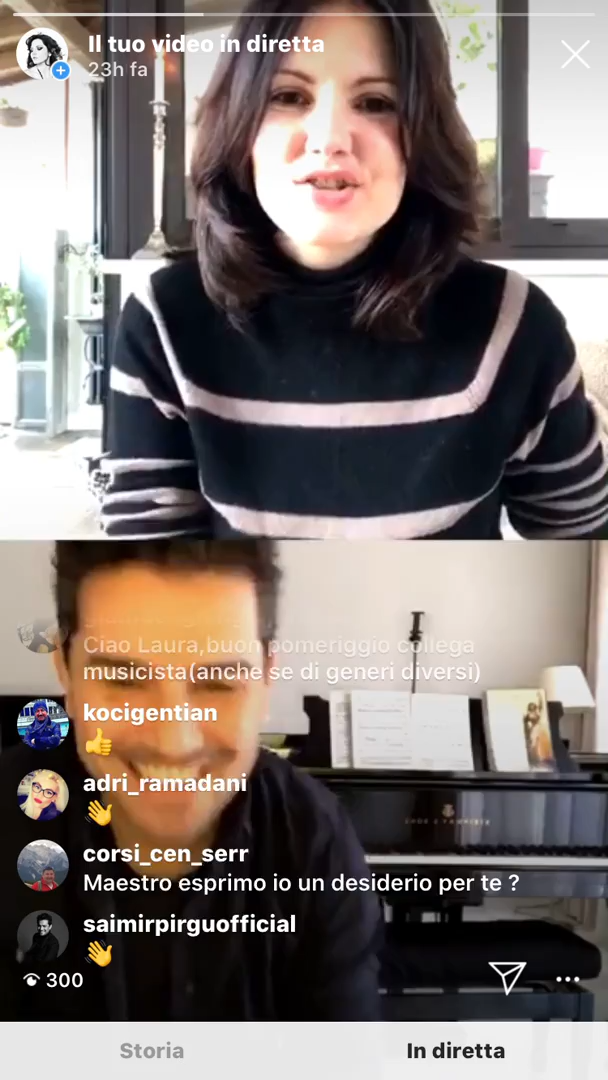 Il tuo video in diretta
23h fa
Ciao Laura,buon pomeriggio collega
musicista(anche se di generi diversi)
kocigentian
👍
adri_ramadani
👋
corsi_cen_serr
Maestro esprimo io un desiderio per te ?
saimirpirguofficial
👋
300
Storia
In diretta